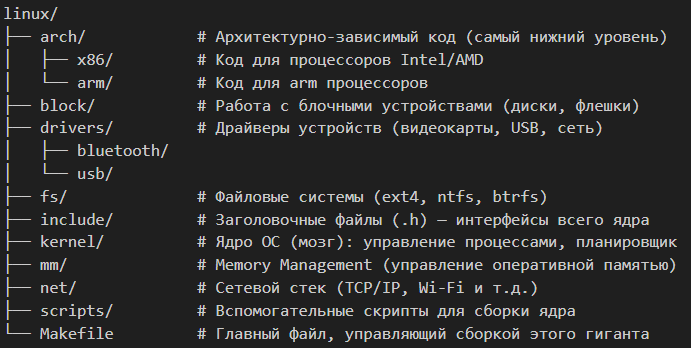 linux/
├── arch/              # Архитектурно-зависимый код (самый нижний уровень)
│   ├── x86/           # Код для процессоров Intel/AMD
│   └── arm/           # Код для arm процессоров
├── block/             # Работа с блочными устройствами (диски, флешки)
├── drivers/           # Драйверы устройств (видеокарты, USB, сеть)
│   ├── bluetooth/
│   └── usb/
├── fs/                # Файловые системы (ext4, ntfs, btrfs)
├── include/           # Заголовочные файлы (.h) — интерфейсы всего ядра
├── kernel/            # Ядро ОС (мозг): управление процессами, планировщик
├── mm/                # Memory Management (управление оперативной памятью)
├── net/               # Сетевой стек (TCP/IP, Wi-Fi и т.д.)
├── scripts/           # Вспомогательные скрипты для сборки ядра
└── Makefile           # Главный файл, управляющий сборкой этого гиганта